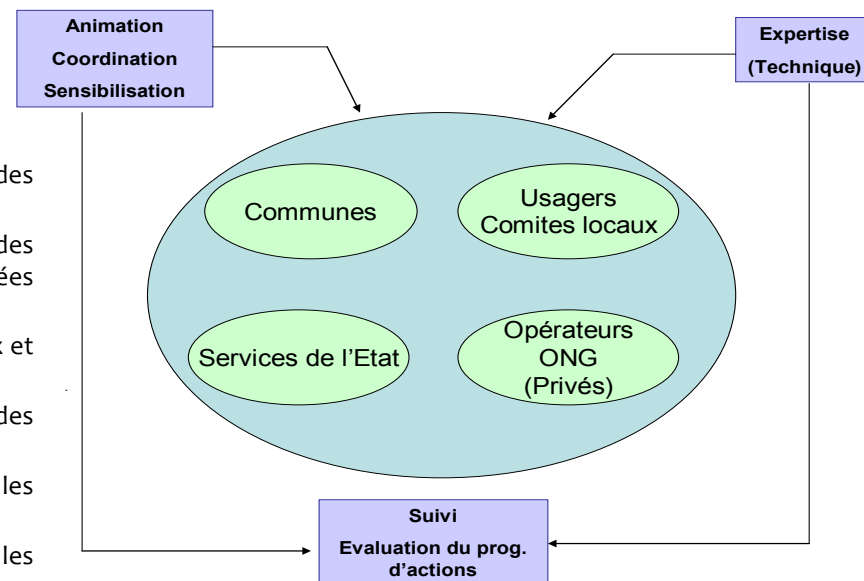 Animation
Coordination
Sensibilisation
Expertise
(Technique)
des
des
ées
x et
des
les
les
Communes
Usagers
Comites locaux
Services de l'Etat
Opérateurs
ONG
(Privés)
Suivi
Evaluation du prog.
d'actions